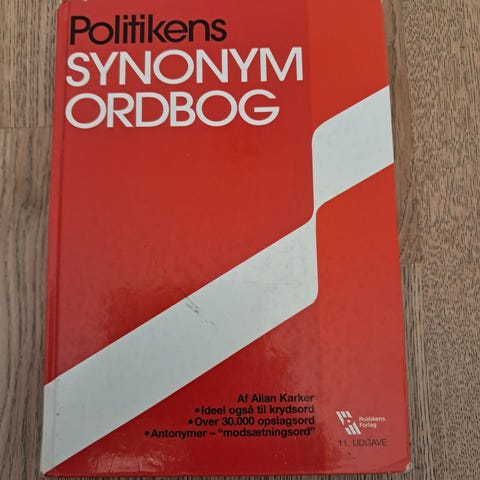 Politikens
SYNONYM
ORDBOG
Af Allan Karker
•Ideel også til krydsord
•Over 30.000 opslagsord
•Antonymer – "modsætningsord"
Politikens
Forlag
11. UDGAVE